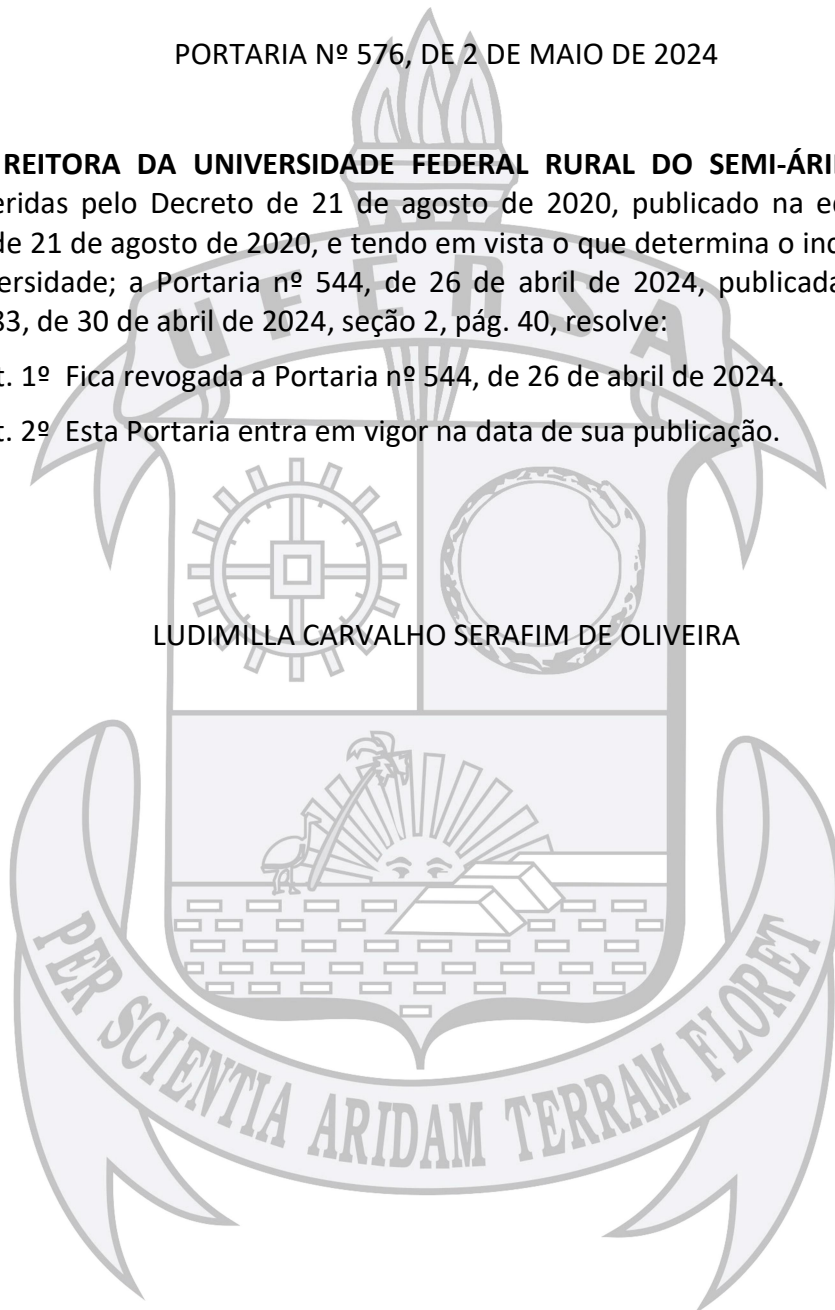 PORTARIA Nº 576, DE 2 DE MAIO DE 2024
REITORA DA UNIVERSIDADE FEDERAL RURAL DO SEMI-ÁRI
eridas pelo Decreto de 21 de agosto de 2020, publicado na e
de 21 de agosto de 2020, e tendo em vista o que determina o inc
ersidade; a Portaria nº 544, de 26 de abril de 2024, publicada
83, de 30 de abril de 2024, seção 2, pág. 40, resolve:
t. 1º Fica revogada a Portaria nº 544, de 26 de abril de 2024.
t. 2º Esta Portaria entra em vigor na data de sua publicação.
UFERSA
LUDIMILLA CARVALHO SERAFIM DE OLIVEIRA
PER SCIENTIA ARIDAM TERRAM FLORET